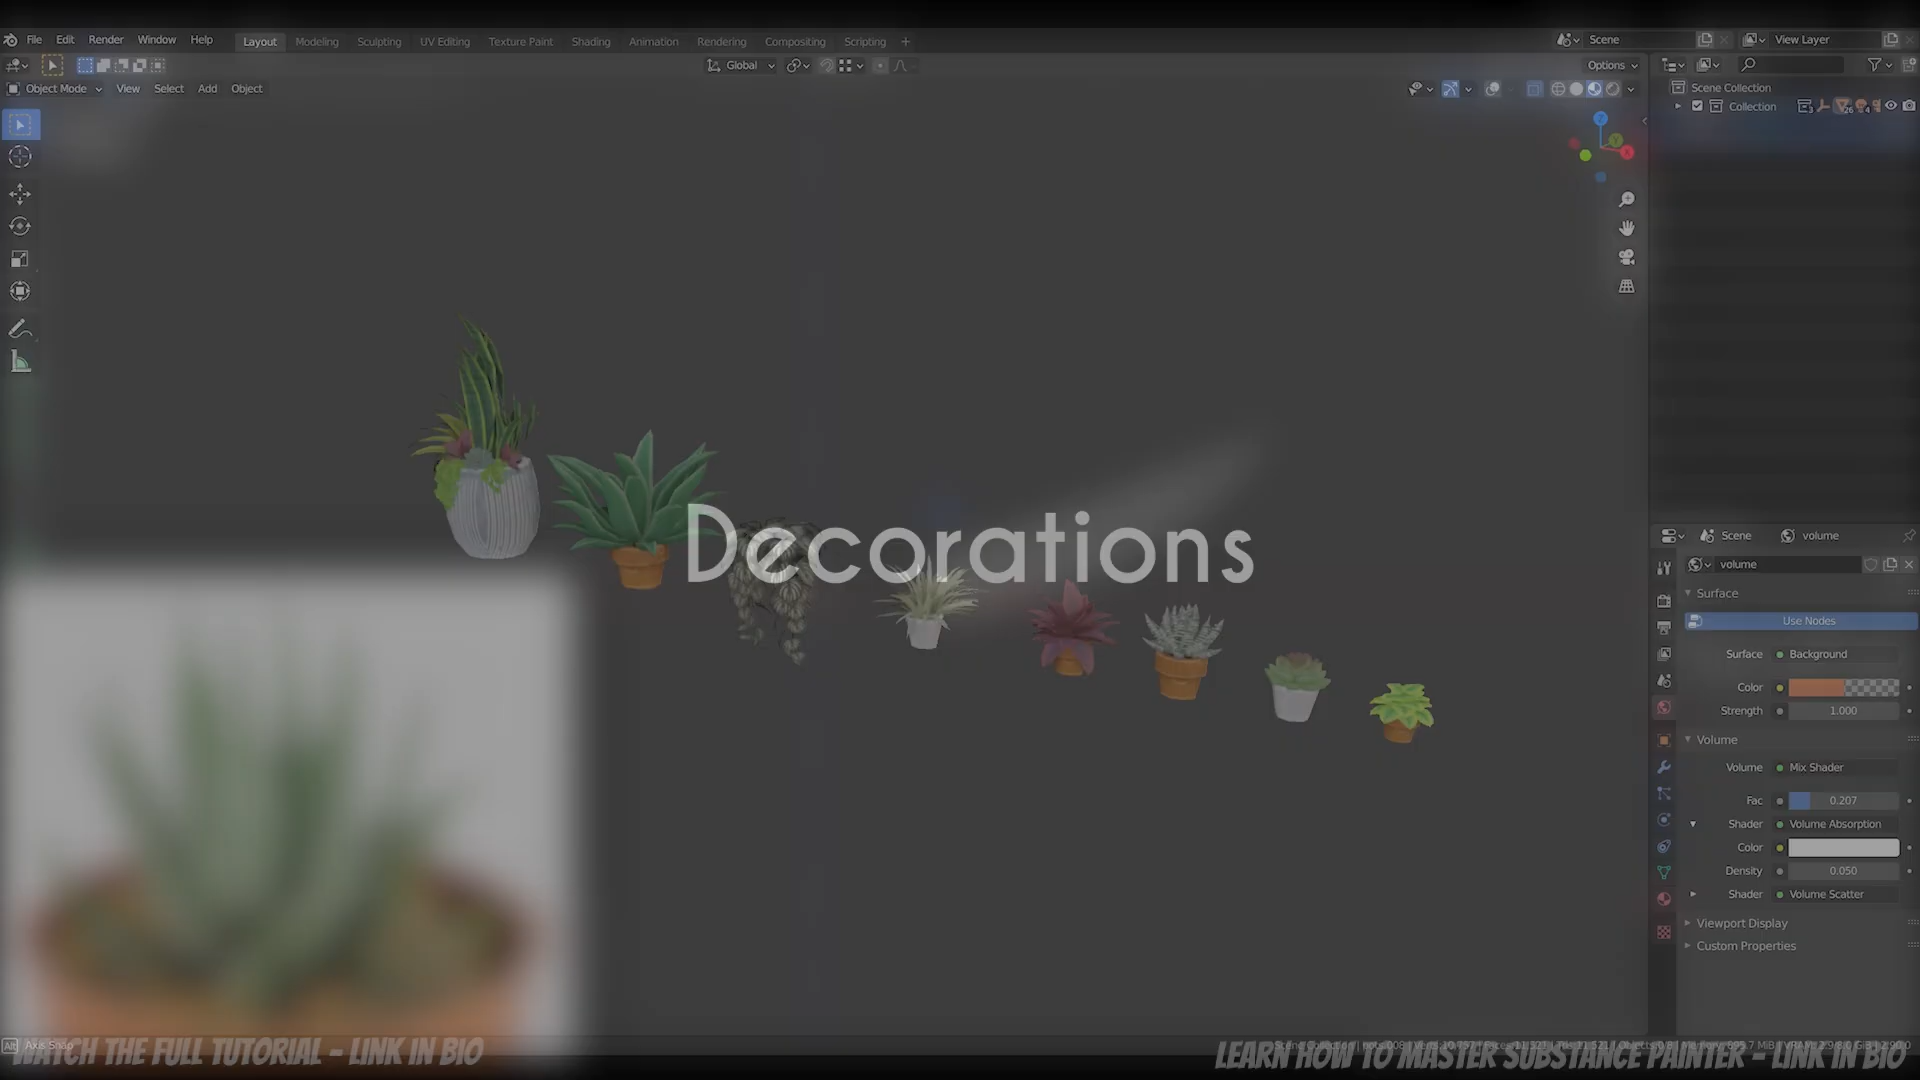 File Edit Render Window Help Layout Modeling Sculpting UV Editing Texture Paint Shading Animation Rendering Compositing Scripting + Scene View Layer
Global Options
Object Mode View Select Add Object
Scene Collection
Collection
Z
Y
X
Decorations
Scene volume
volume
Surface
Use Nodes
Surface Background
Color
Strength 1.000
Volume
Volume Mix Shader
Fac 0.207
Shader Volume Absorption
Color
Density 0.050
Shader Volume Scatter
Viewport Display
Custom Properties
Alt Axis Snap
WATCH THE FULL TUTORIAL - LINK IN BIO
LEARN HOW TO MASTER SUBSTANCE PAINTER - LINK IN BIO